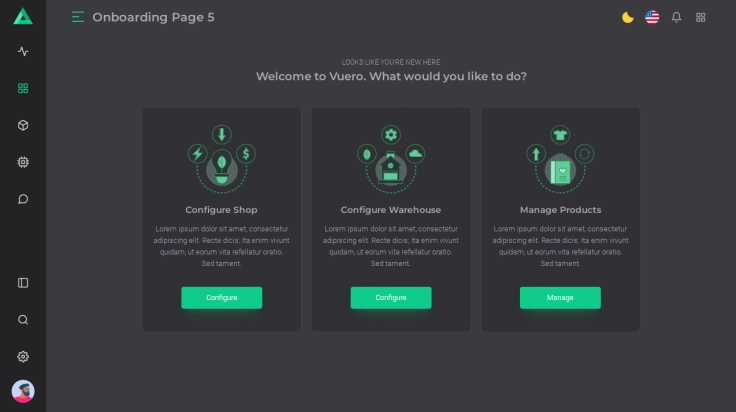 Onboarding Page 5
LOOKS LIKE YOU'RE NEW HERE
Welcome to Vuero. What would you like to do?
Configure Shop
Lorem ipsum dolor sit amet, consectetur
adipiscing elit. Recte dicis; Ita enim vivunt
quidam, ut eorum vita refellatur oratio.
Sed tament.
Configure
Configure Warehouse
Lorem ipsum dolor sit amet, consectetur
adipiscing elit. Recte dicis; Ita enim vivunt
quidam, ut eorum vita refellatur oratio.
Sed tament.
Configure
Manage Products
Lorem ipsum dolor sit amet, consectetur
adipiscing elit. Recte dicis; Ita enim vivunt
quidam, ut eorum vita refellatur oratio.
Sed tament.
Manage